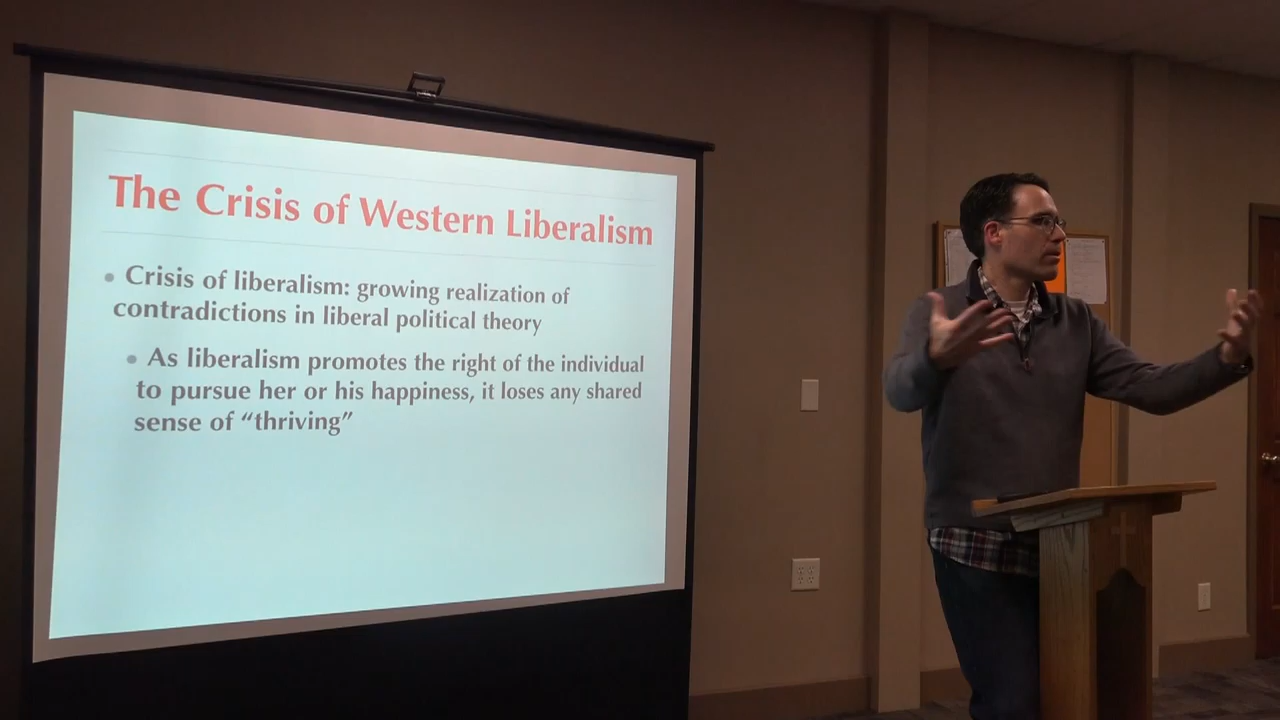 The Crisis of Western Liberalism
• Crisis of liberalism: growing realization of
contradictions in liberal political theory
• As liberalism promotes the right of the individual
to pursue her or his happiness, it loses any shared
sense of “thriving”